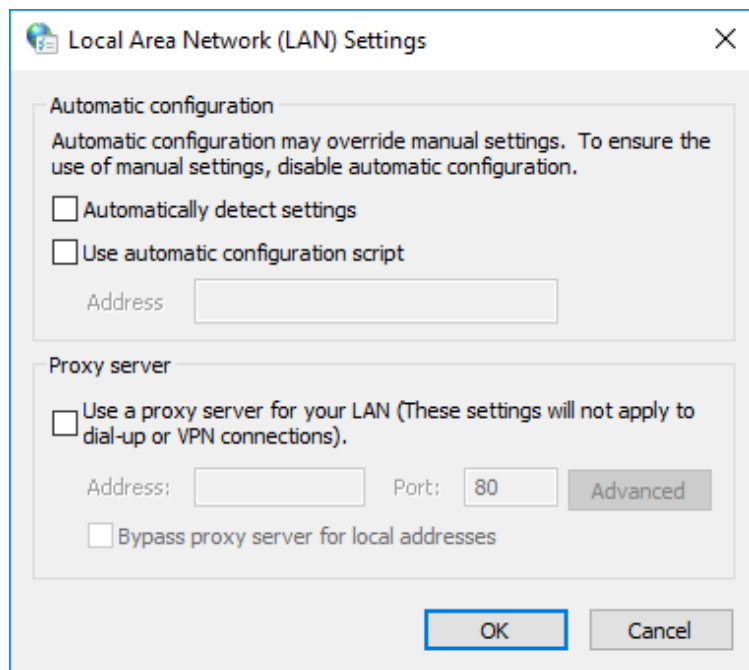 Local Area Network (LAN) Settings
Automatic configuration
Automatic configuration may override manual settings.  To ensure the
use of manual settings, disable automatic configuration.
Automatically detect settings
Use automatic configuration script
Address
Proxy server
Use a proxy server for your LAN (These settings will not apply to
dial-up or VPN connections).
Address: Port: 80 Advanced
Bypass proxy server for local addresses
OK Cancel